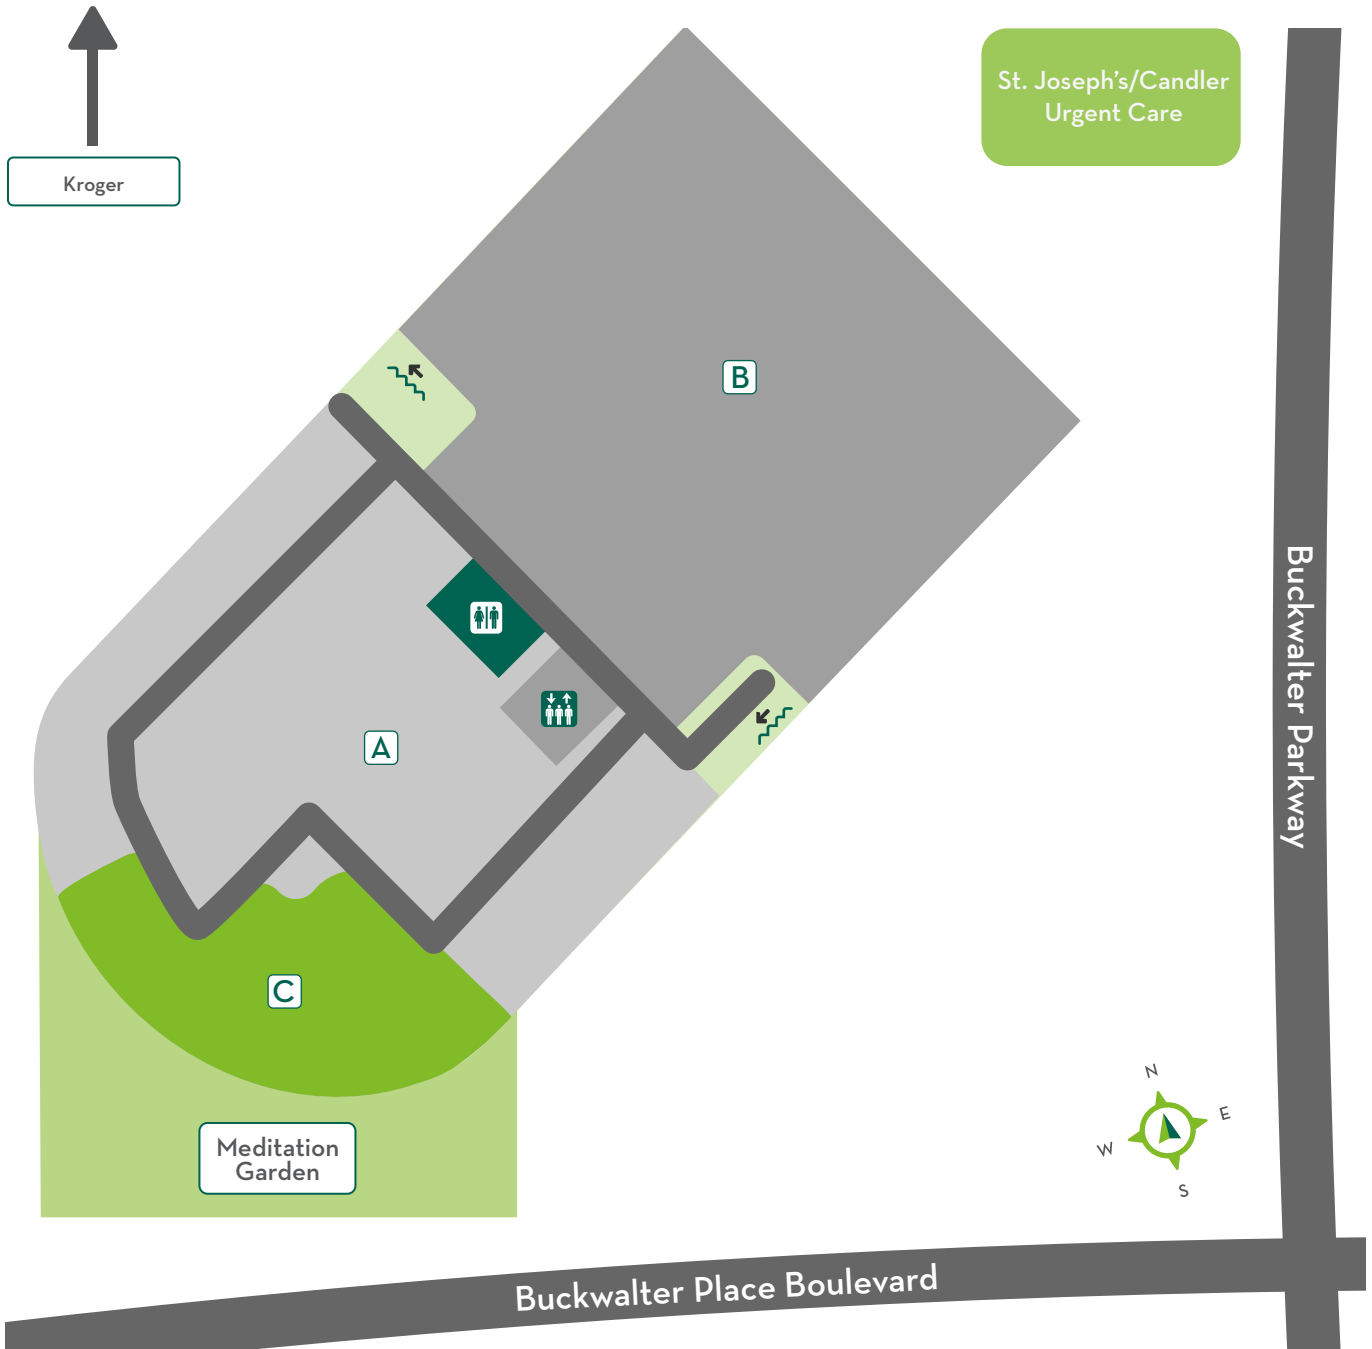 St. Joseph's/Candler
Urgent Care
Kroger
B
A
C
Buckwalter Parkway
Meditation
Garden
N
E
W
S
Buckwalter Place Boulevard